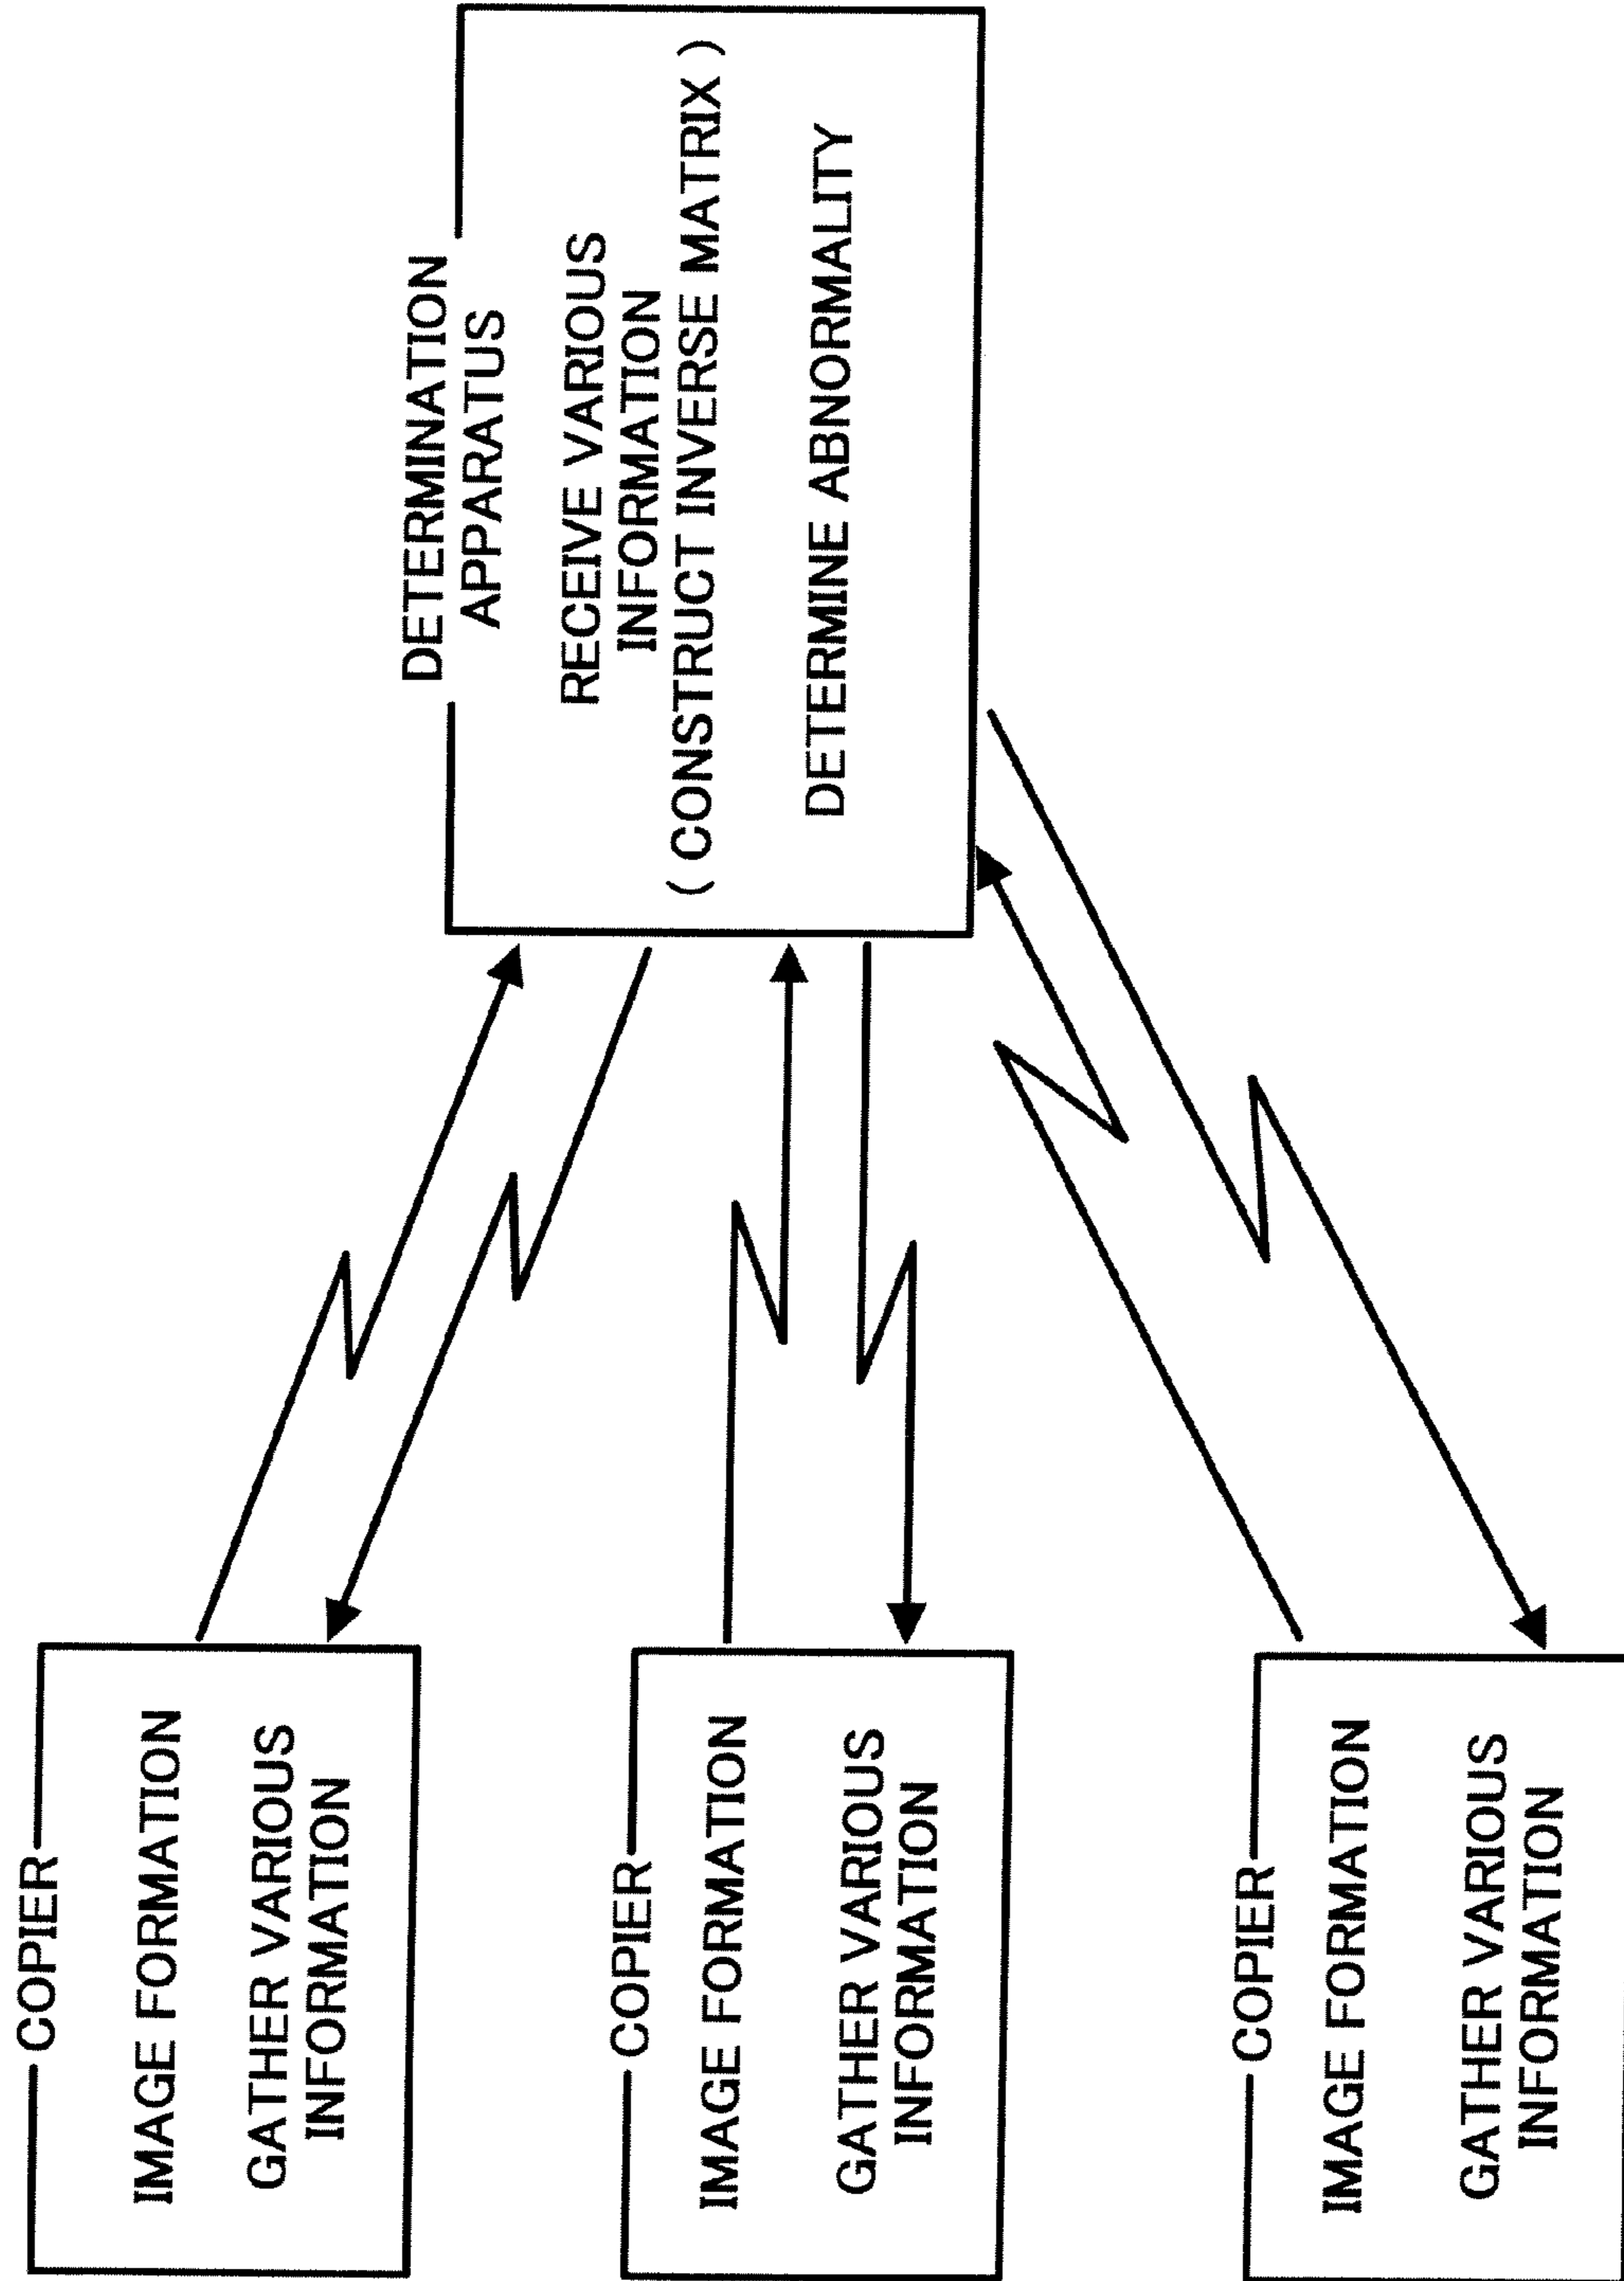 COPIER
IMAGE FORMATION
GATHER VARIOUS
INFORMATION
COPIER
IMAGE FORMATION
GATHER VARIOUS
INFORMATION
COPIER
IMAGE FORMATION
GATHER VARIOUS
INFORMATION
DETERMINATION
APPARATUS
RECEIVE VARIOUS
INFORMATION
( CONSTRUCT INVERSE MATRIX )
DETERMINE ABNORMALITY